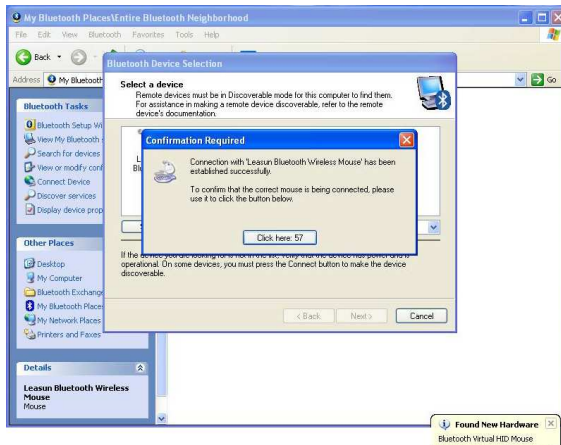 My Bluetooth Places\Entire Bluetooth Neighborhood
File Edit View Bluetooth Favorites Tools Help
Back
Address My Bluetooth
Go
Bluetooth Tasks
Bluetooth Setup Wi
View My Bluetooth
Search for devices
View or modify conf
Connect Device
Discover services
Display device prop
Other Places
Desktop
My Computer
Bluetooth Exchange
My Bluetooth Place
My Network Places
Printers and Faxes
Details
Leasun Bluetooth Wireless
Mouse
Mouse
Bluetooth Device Selection
Select a device
Remote devices must be in Discoverable mode for this computer to find them.
For assistance in making a remote device discoverable, refer to the remote
device's documentation.
Confirmation Required
Connection with 'Leasun Bluetooth Wireless Mouse' has been
established successfully.
To confirm that the correct mouse is being connected, please
use it to click the button below.
Click here: 57
operational. On some devices, you must press the Connect button to make the device
discoverable.
< Back Next > Cancel
Found New Hardware
Bluetooth Virtual HID Mouse